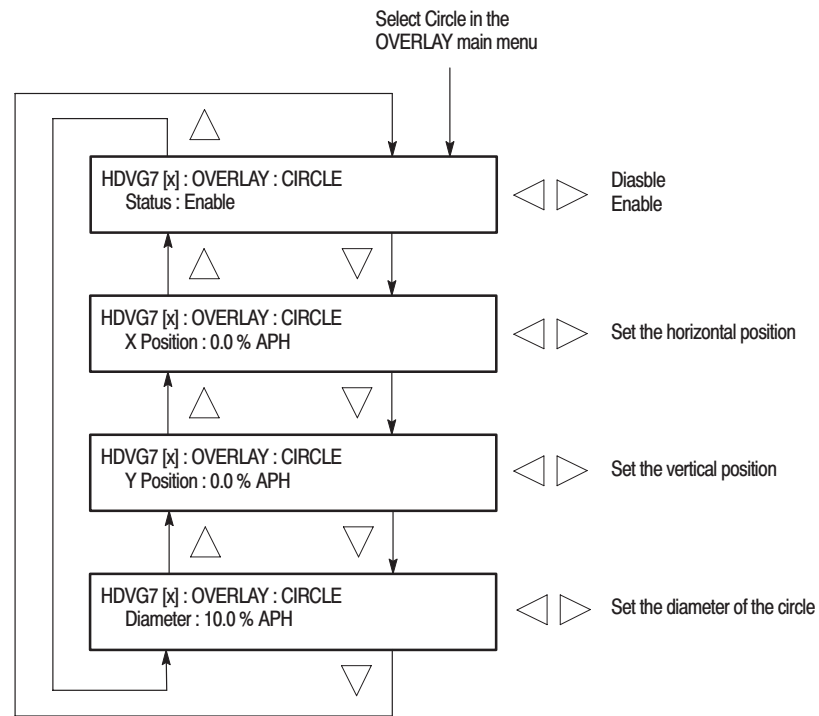 Select Circle in the
OVERLAY main menu
HDVG7 [x] : OVERLAY : CIRCLE
Status : Enable
Diasble
Enable
HDVG7 [x] : OVERLAY : CIRCLE
X Position : 0.0 % APH
Set the horizontal position
HDVG7 [x] : OVERLAY : CIRCLE
Y Position : 0.0 % APH
Set the vertical position
HDVG7 [x] : OVERLAY : CIRCLE
Diameter : 10.0 % APH
Set the diameter of the circle